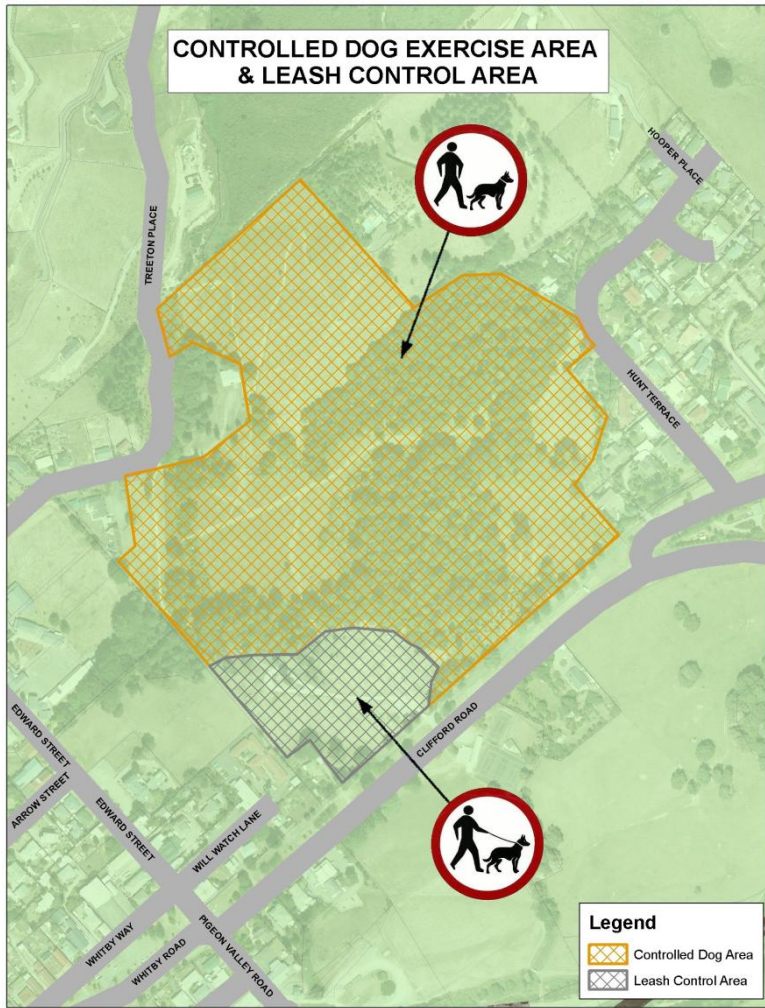 CONTROLLED DOG EXERCISE AREA
& LEASH CONTROL AREA
HOOPER PLACE
TREETON PLACE
HUNT TERRACE
CLIFFORD ROAD
EDWARD STREET
ARROW STREET
EDWARD STREET
WILL WATCH LANE
WHITBY WAY
WHITBY ROAD
PIGEON VALLEY ROAD
Legend
Controlled Dog Area
Leash Control Area